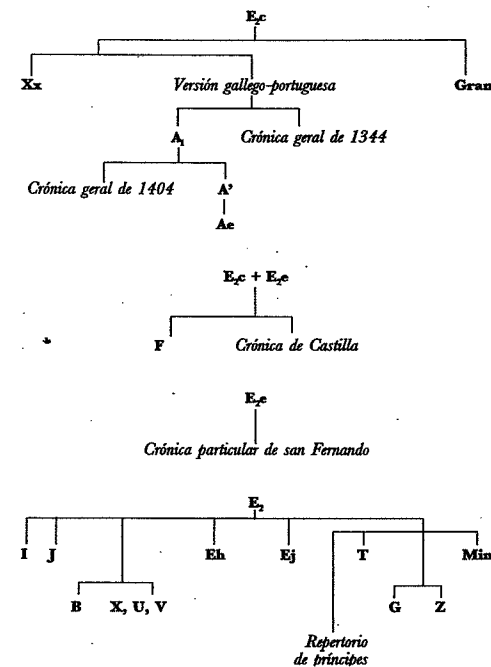 E₂c
Xx Versión gallego-portuguesa Gran
A₁ Crónica geral de 1344
Crónica geral de 1404 A'
Ae
E₂c + E₂e
F Crónica de Castilla
E₂e
Crónica particular de san Fernando
E₂
I J Eh Ej T Min
B X, U, V G Z
Repertorio
de príncipes